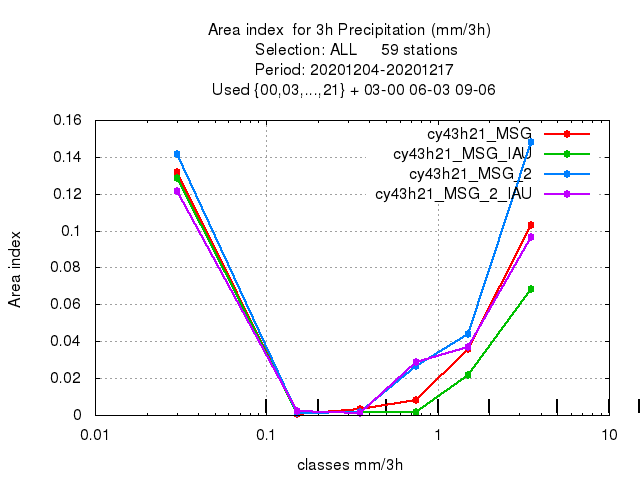 Area index  for 3h Precipitation (mm/3h)
Selection: ALL     59 stations
Period: 20201204-20201217
Used {00,03,...,21} + 03-00 06-03 09-06
0.16
0.14
0.12
0.1
0.08
0.06
0.04
0.02
0
Area index
cy43h21_MSG
cy43h21_MSG_IAU
cy43h21_MSG_2
cy43h21_MSG_2_IAU
0.01 0.1 1 10
classes mm/3h